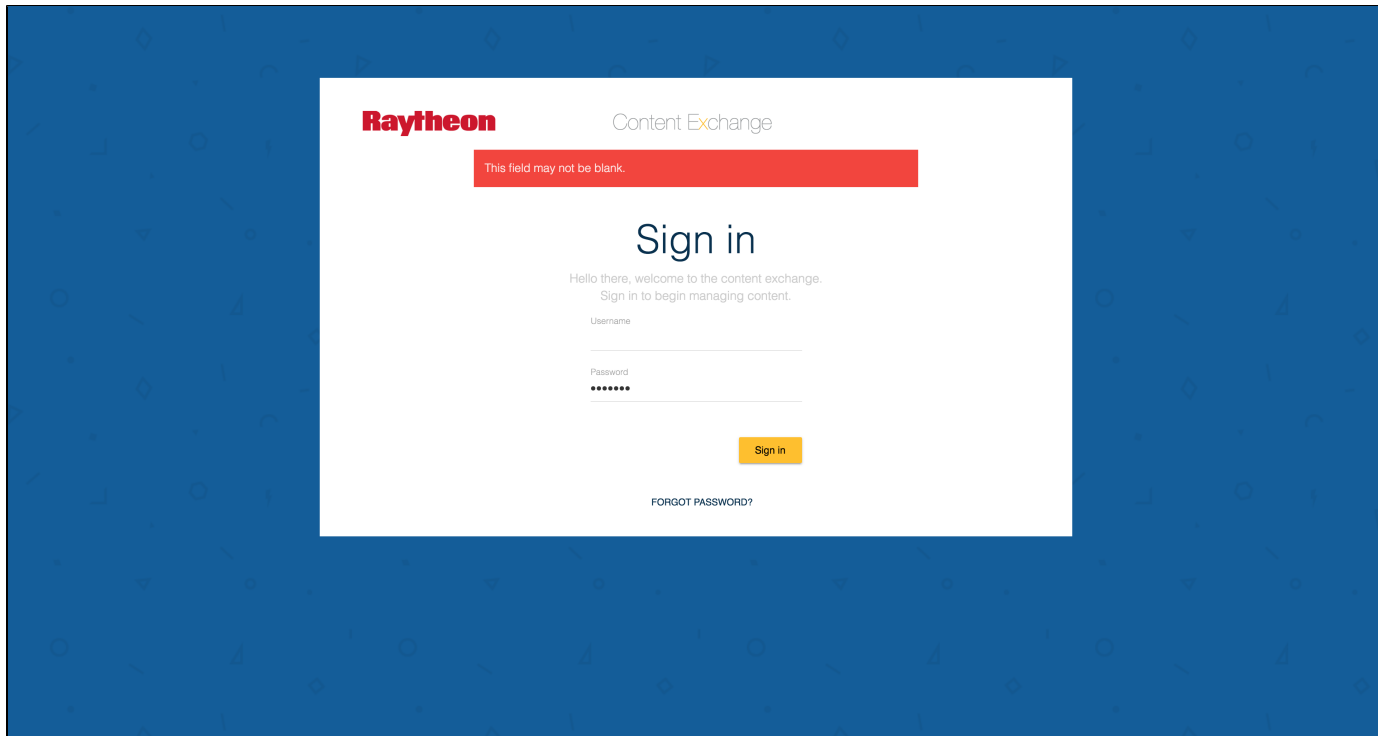 Raytheon
Content Exchange
This field may not be blank.
Sign in
Hello there, welcome to the content exchange.
Sign in to begin managing content.
Username
Password
•••••••
Sign in
FORGOT PASSWORD?